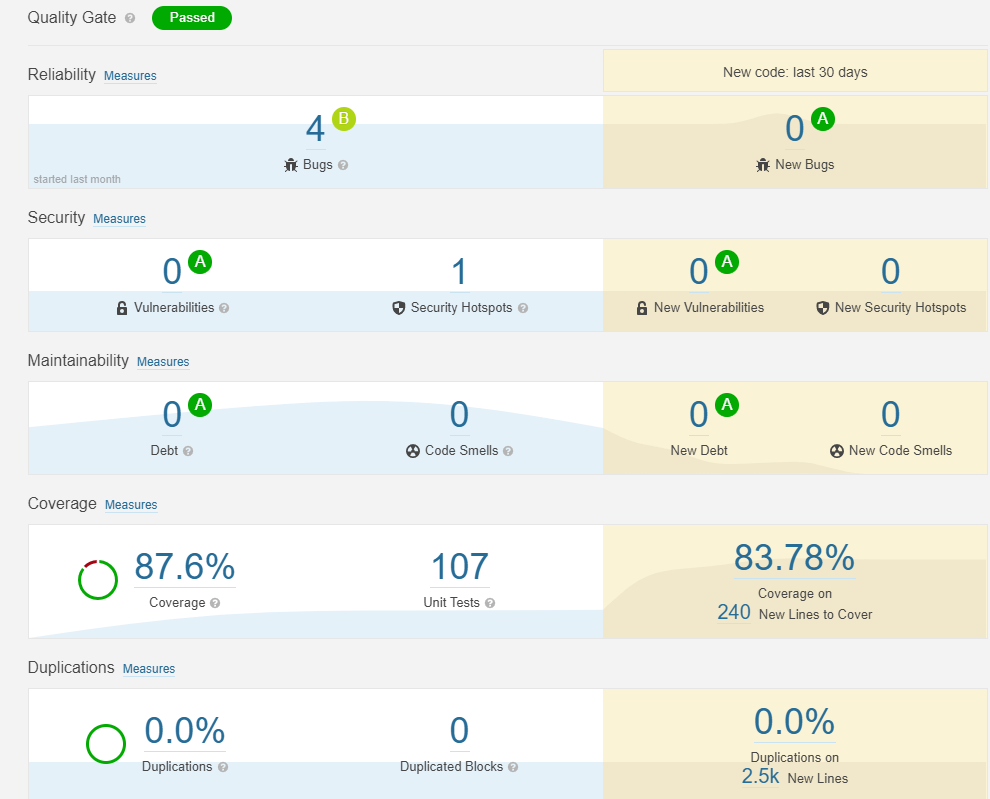 Quality Gate ? Passed
Reliability Measures
New code: last 30 days
4 B
Bugs ?
started last month
0 A
New Bugs
Security Measures
0 A
Vulnerabilities ?
1
Security Hotspots ?
0 A
New Vulnerabilities
0
New Security Hotspots
Maintainability Measures
0 A
Debt ?
0
Code Smells ?
0 A
New Debt
0
New Code Smells
Coverage Measures
87.6%
Coverage ?
107
Unit Tests ?
83.78%
Coverage on
240 New Lines to Cover
Duplications Measures
0.0%
Duplications ?
0
Duplicated Blocks ?
0.0%
Duplications on
2.5k New Lines